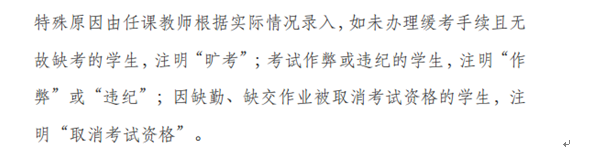 特殊原因由任课教师根据实际情况录入，如未办理缓考手续且无
故缺考的学生，注明“旷考”；考试作弊或违纪的学生，注明“作
弊”或“违纪”；因缺勤、缺交作业被取消考试资格的学生，注
明“取消考试资格”。